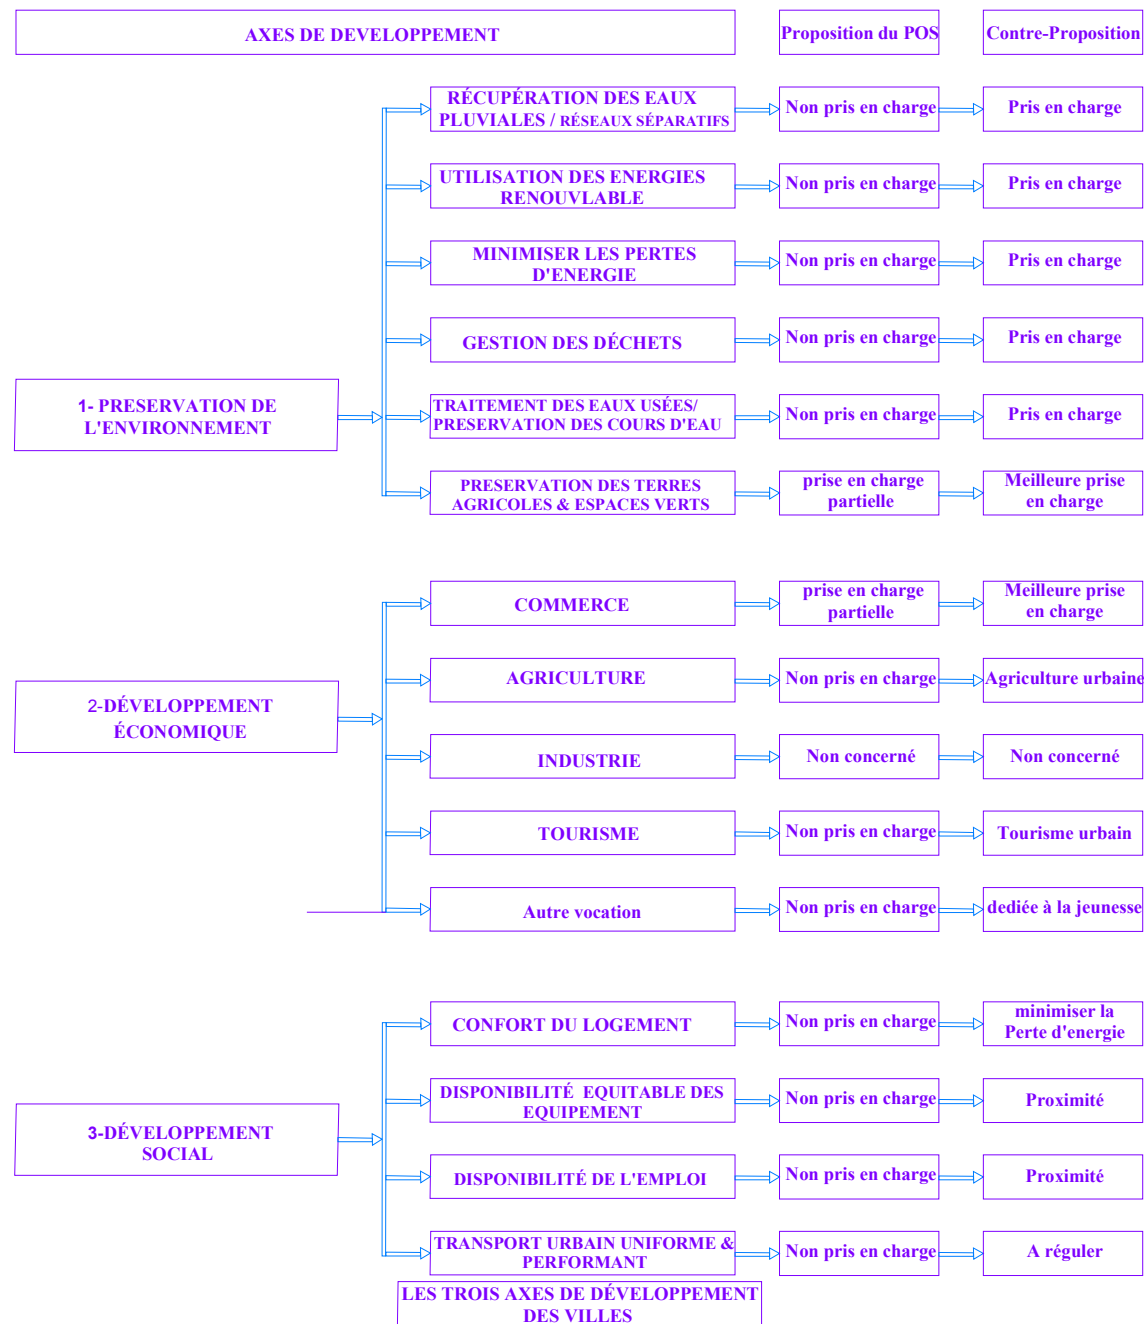 AXES DE DEVELOPPEMENT
Proposition du POS
Contre-Proposition
RÉCUPÉRATION DES EAUX
PLUVIALES / RÉSEAUX SÉPARATIFS
Non pris en charge
Pris en charge
UTILISATION DES ENERGIES
RENOUVLABLE
Non pris en charge
Pris en charge
MINIMISER LES PERTES
D'ENERGIE
Non pris en charge
Pris en charge
GESTION DES DÉCHETS
Non pris en charge
Pris en charge
1- PRESERVATION DE
L'ENVIRONNEMENT
TRAITEMENT DES EAUX USÉES/
PRESERVATION DES COURS D'EAU
Non pris en charge
Pris en charge
PRESERVATION DES TERRES
AGRICOLES & ESPACES VERTS
prise en charge
partielle
Meilleure prise
en charge
COMMERCE
prise en charge
partielle
Meilleure prise
en charge
AGRICULTURE
Non pris en charge
Agriculture urbaine
2-DÉVELOPPEMENT
ÉCONOMIQUE
INDUSTRIE
Non concerné
Non concerné
TOURISME
Non pris en charge
Tourisme urbain
Autre vocation
Non pris en charge
dediée à la jeunesse
CONFORT DU LOGEMENT
Non pris en charge
minimiser la
Perte d'energie
DISPONIBILITÉ EQUITABLE DES
EQUIPEMENT
Non pris en charge
Proximité
3-DÉVELOPPEMENT
SOCIAL
DISPONIBILITÉ DE L'EMPLOI
Non pris en charge
Proximité
TRANSPORT URBAIN UNIFORME &
PERFORMANT
Non pris en charge
A réguler
LES TROIS AXES DE DÉVELOPPEMENT
DES VILLES